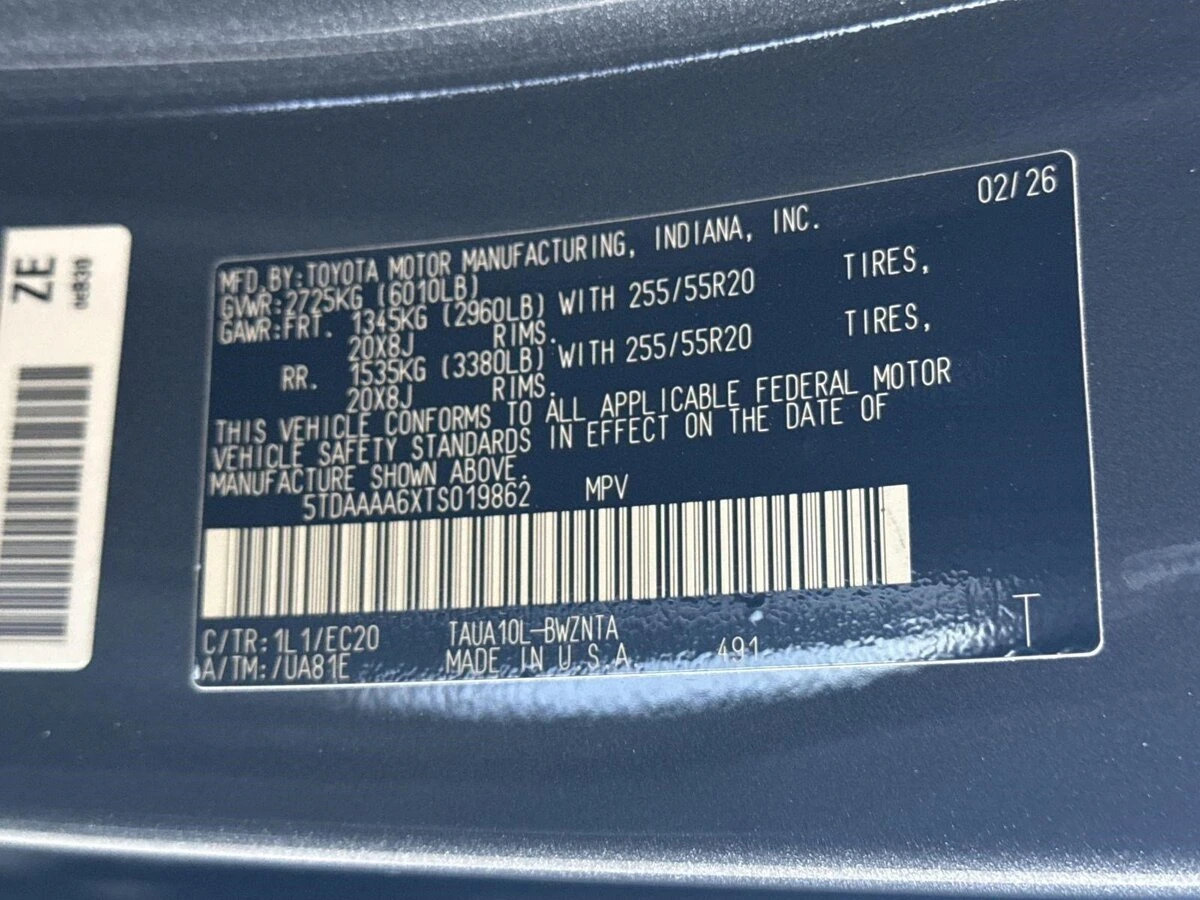 02/26
MFD.BY:TOYOTA MOTOR MANUFACTURING, INDIANA, INC.
GVWR:2725KG (6010LB)
GAWR:FRT. 1345KG (2960LB) WITH 255/55R20 TIRES,
20X8J RIMS.
RR. 1535KG (3380LB) WITH 255/55R20 TIRES,
20X8J RIMS.
THIS VEHICLE CONFORMS TO ALL APPLICABLE FEDERAL MOTOR
VEHICLE SAFETY STANDARDS IN EFFECT ON THE DATE OF
MANUFACTURE SHOWN ABOVE.
5TDAAAA6XTS019862 MPV
C/TR:1L1/EC20 TAUA10L-BWZNTA
A/TM:/UA81E MADE IN U.S.A. 491 T
ZE